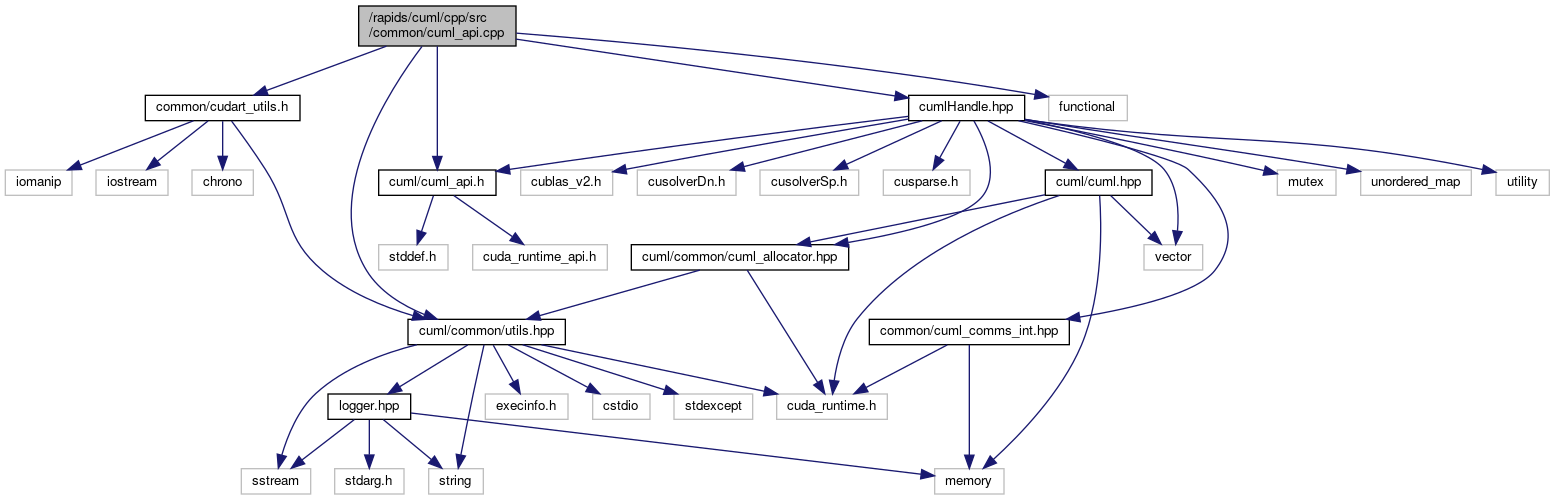 /rapids/cuml/cpp/src
/common/cuml_api.cpp
common/cudart_utils.h
cumlHandle.hpp
functional
iomanip
iostream
chrono
cuml/cuml_api.h
cublas_v2.h
cusolverDn.h
cusolverSp.h
cusparse.h
cuml/cuml.hpp
mutex
unordered_map
utility
stddef.h
cuda_runtime_api.h
cuml/common/cuml_allocator.hpp
vector
cuml/common/utils.hpp
common/cuml_comms_int.hpp
logger.hpp
execinfo.h
cstdio
stdexcept
cuda_runtime.h
sstream
stdarg.h
string
memory